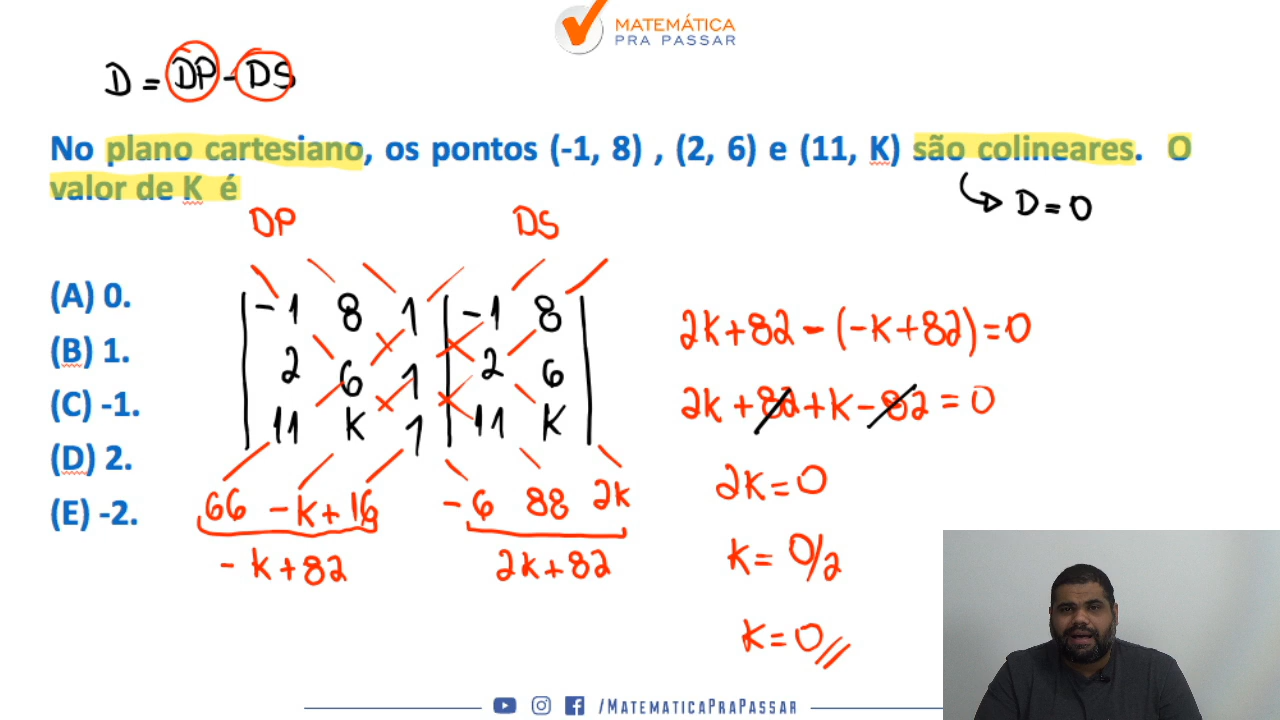 MATEMÁTICA
PRA PASSAR
D = DP - DS
No plano cartesiano, os pontos (-1, 8) , (2, 6) e (11, K) são colineares. O
valor de K é
D = 0
DP DS
(A) 0.
(B) 1.
(C) -1.
(D) 2.
(E) -2.
-1 8 1 -1 8
2 6 1 2 6
11 K 1 11 K
66 - K + 16 - 6 88 2K
- K + 82 2K + 82
2K + 82 - (-K + 82) = 0
2K + 82 + K - 82 = 0
2K = 0
K = 0/2
K = 0//
/MATEMATICAPRAPASSAR